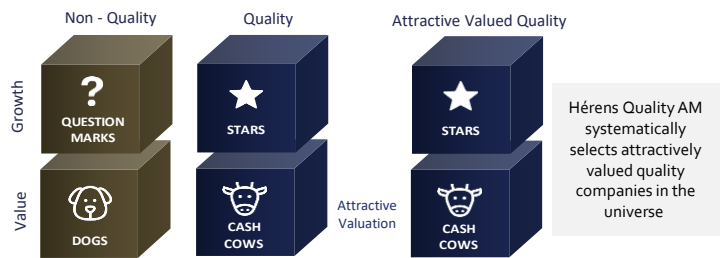 Non - Quality
Quality
Attractive Valued Quality
Growth
?
QUESTION
MARKS
STARS
STARS
Value
DOGS
CASH
COWS
Attractive
Valuation
CASH
COWS
Hérens Quality AM
systematically
selects attractively
valued quality
companies in the
universe